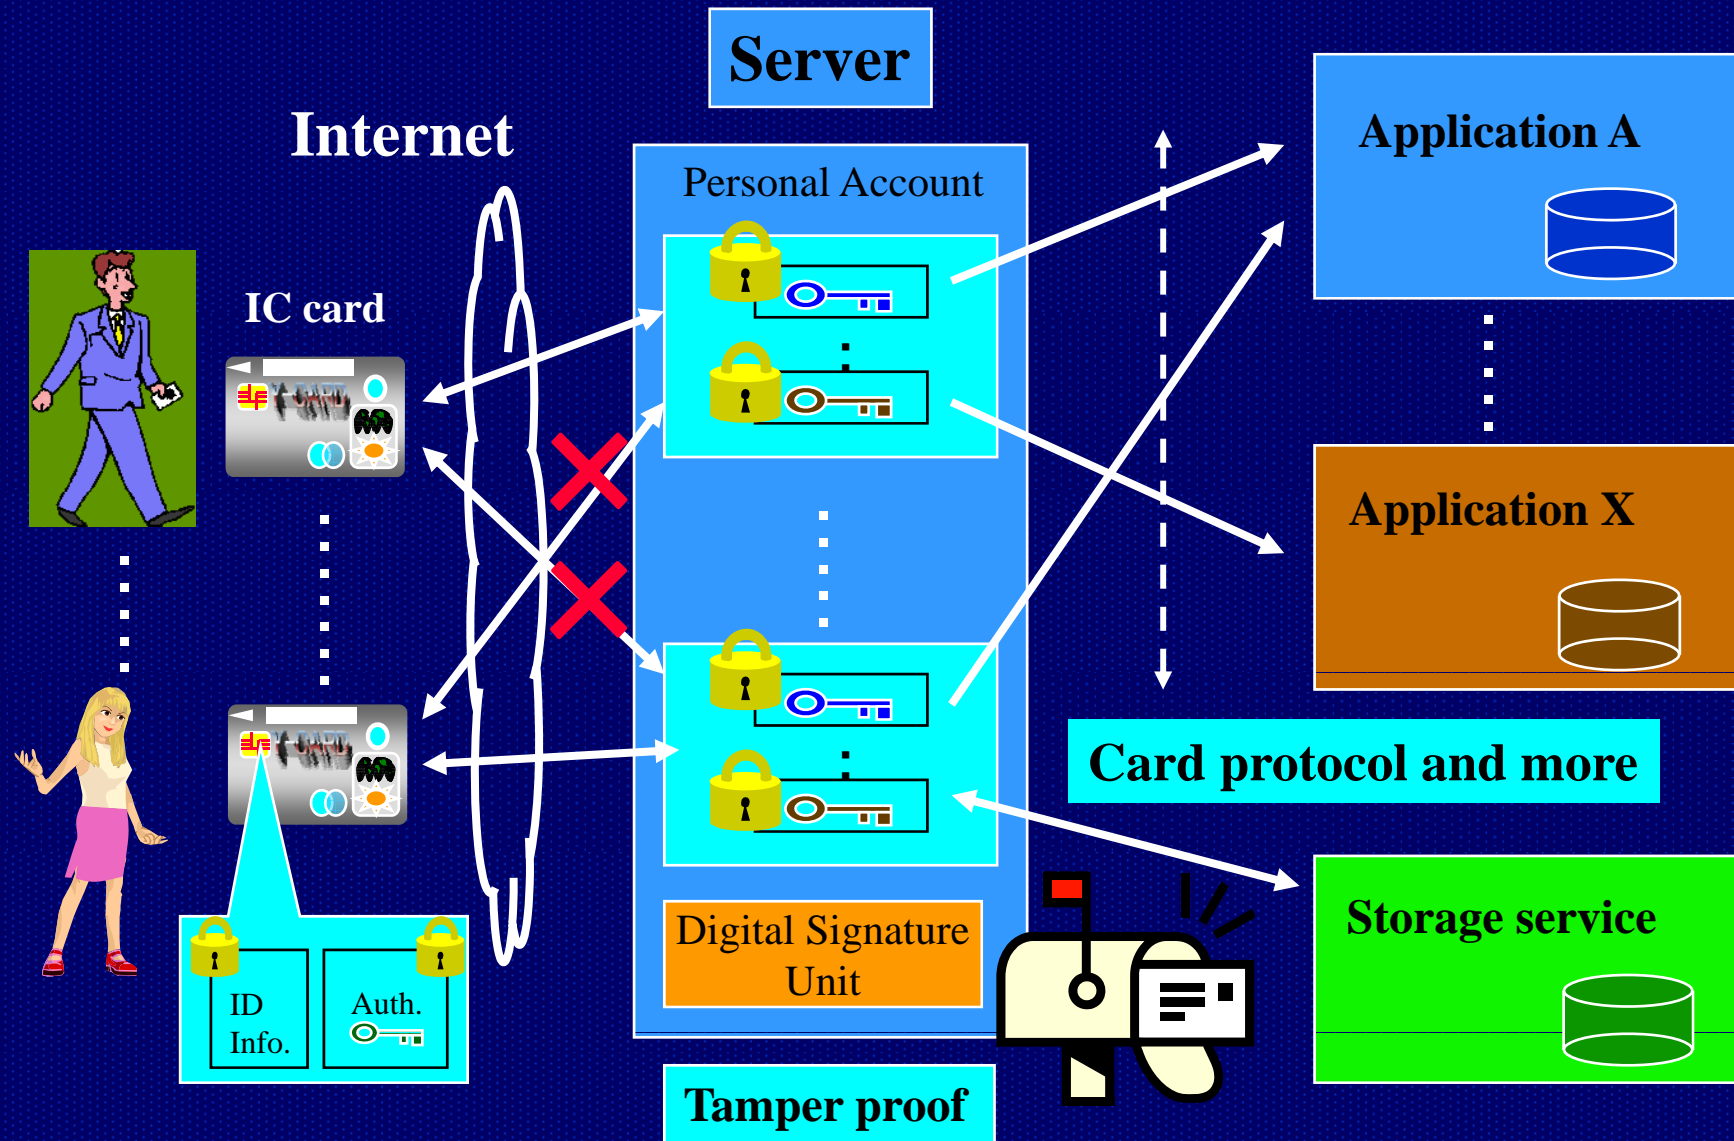 Server
Internet
Personal Account
Application A
IC card
Application X
Card protocol and more
Storage service
Digital Signature
Unit
ID
Info.
Auth.
Tamper proof